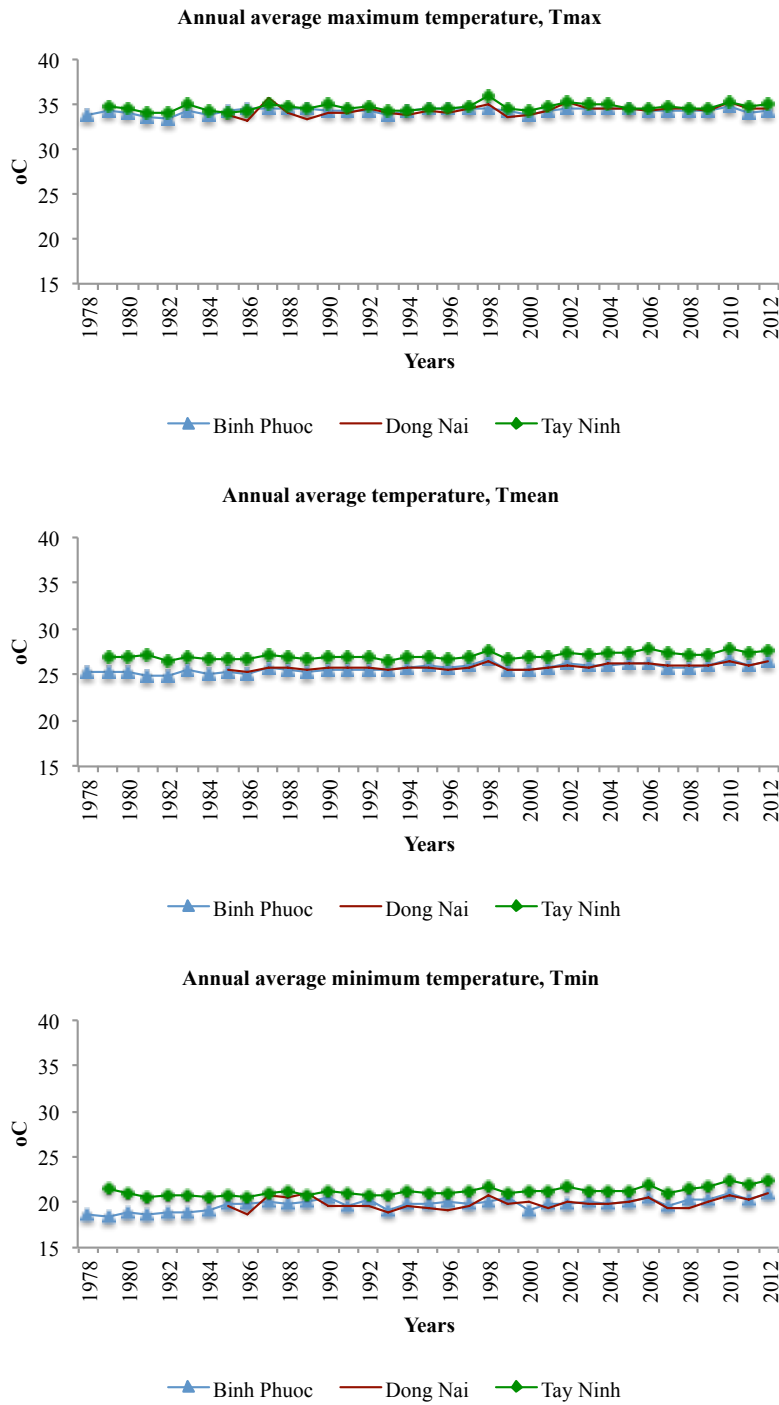 Annual average maximum temperature, Tmax
40
35
30
25
20
15
oC
1978 1980 1982 1984 1986 1988 1990 1992 1994 1996 1998 2000 2002 2004 2006 2008 2010 2012
Years
Binh Phuoc Dong Nai Tay Ninh
Annual average temperature, Tmean
40
35
30
25
20
15
oC
1978 1980 1982 1984 1986 1988 1990 1992 1994 1996 1998 2000 2002 2004 2006 2008 2010 2012
Years
Binh Phuoc Dong Nai Tay Ninh
Annual average minimum temperature, Tmin
40
35
30
25
20
15
oC
1978 1980 1982 1984 1986 1988 1990 1992 1994 1996 1998 2000 2002 2004 2006 2008 2010 2012
Years
Binh Phuoc Dong Nai Tay Ninh